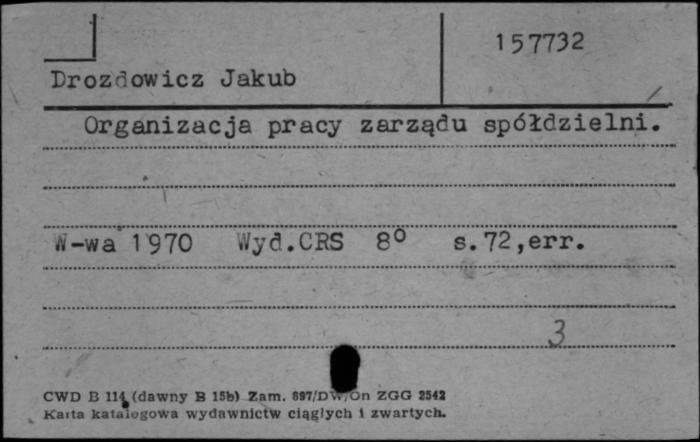 157732
Drozdowicz Jakub
Organizacja pracy zarządu spółdzielni.
W-wa 1970 Wyd.CRS 8° s.72,err.
3
CWD B 114 (dawny B 15b) Zam. 897/DW/On ZGG 2542
Karta katalogowa wydawnictw ciągłych i zwartych.